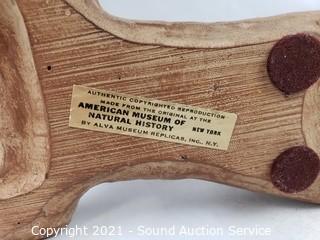 AUTHENTIC COPYRIGHTED REPRODUCTION
MADE FROM THE ORIGINAL AT THE
AMERICAN MUSEUM OF
NATURAL HISTORY NEW YORK
BY ALVA MUSEUM REPLICAS, INC., N.Y.
Copyright 2021 - Sound Auction Service